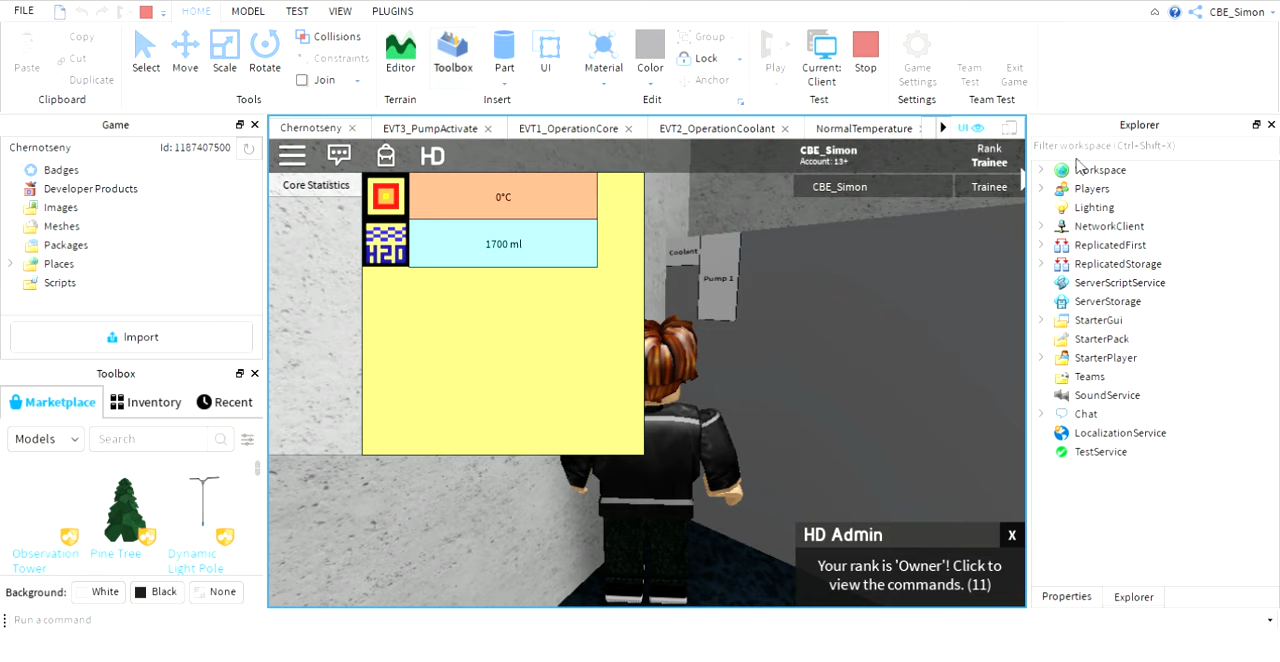 FILE HOME MODEL TEST VIEW PLUGINS CBE_Simon
Copy Collisions Group
Cut Constraints Lock
Paste Duplicate Select Move Scale Rotate Join Editor Toolbox Part UI Material Color Anchor Play Current: Client Stop Game Settings Team Test Exit Game
Clipboard Tools Terrain Insert Edit Test Settings Team Test
Game
Chernotseny Id: 1187407500
Badges
Developer Products
Images
Meshes
Packages
Places
Scripts
Import
Toolbox
Marketplace Inventory Recent
Models Search
Observation Tower
Pine Tree
Dynamic Light Pole
Background: White Black None
Run a command
Chernotseny EVT3_PumpActivate EVT1_OperationCore EVT2_OperationCoolant NormalTemperature UI
HD
CBE_Simon
Account: 13+
Rank
Trainee
CBE_Simon Trainee
Core Statistics
0°C
H2O
1700 ml
Coolant
Pump 1
HD Admin X
Your rank is 'Owner'! Click to
view the commands. (11)
Explorer
Filter workspace (Ctrl+Shift+X)
Workspace
Players
Lighting
NetworkClient
ReplicatedFirst
ReplicatedStorage
ServerScriptService
ServerStorage
StarterGui
StarterPack
StarterPlayer
Teams
SoundService
Chat
LocalizationService
TestService
Properties Explorer